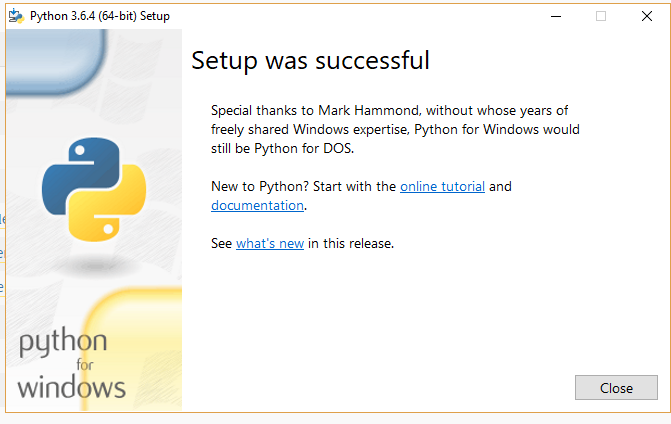 Python 3.6.4 (64-bit) Setup
Setup was successful
Special thanks to Mark Hammond, without whose years of
freely shared Windows expertise, Python for Windows would
still be Python for DOS.
New to Python? Start with the online tutorial and
documentation.
See what's new in this release.
python
for
windows
Close